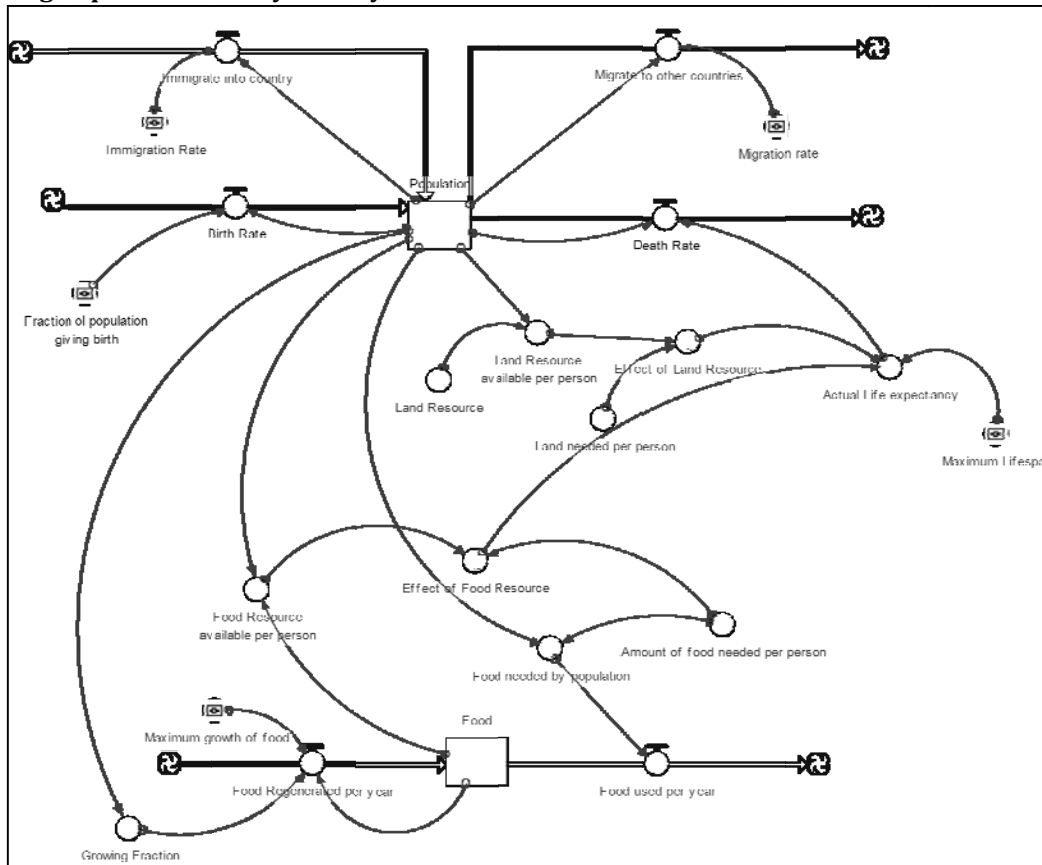 Immigrate into country
Migrate to other countries
Immigration Rate
Migration rate
Population
Birth Rate
Death Rate
Fraction of population
giving birth
Land Resource
available per person
Effect of Land Resource
Actual Life expectancy
Land Resource
Land needed per person
Maximum Lifespa
Effect of Food Resource
Food Resource
available per person
Amount of food needed per person
Food needed by population
Maximum growth of food
Food
Food Regenerated per year
Food used per year
Growing Fraction